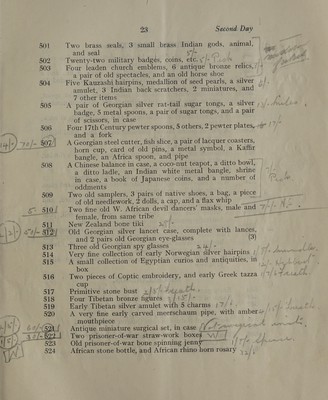 23 Second Day
501 Two brass seals, 3 small brass Indian gods, animal,
and seal
502 Twenty-two military badges, coins, etc.
503 Four leaden church emblems, 6 antique bronze relics,
a pair of old spectacles, and an old horse shoe
504 Five Kanzashi hairpins, medallion of seed pearls, a silver
amulet, 3 Indian back scratchers, 2 miniatures, and
7 other items
505 A pair of Georgian silver rat-tail sugar tongs, a silver
badge, 5 metal spoons, a pair of sugar tongs, and a pair
of scissors, in case
506 Four 17th Century pewter spoons, 5 others, 2 pewter plates,
and a fork
507 A Georgian steel cutter, fish slice, a pair of lacquer coasters,
horn cup, card of old pins, a metal symbol, a Kaffir
bangle, an Africa spoon, and pipe
508 A Chinese balance in case, a coco-nut teapot, a ditto bowl,
a ditto ladle, an Indian white metal bangle, shrine
in case, a book of Japanese coins, and a number of
oddments
509 Two old samplers, 3 pairs of native shoes, a bag, a piece
of old needlework, 2 dolls, a cap, and a flax whip
510 Two fine old W. African devil dancers' masks, male and
female, from same tribe
511 New Zealand bone tiki
512 Old Georgian silver lancet case, complete with lances,
and 2 pairs old Georgian eye-glasses (3)
513 Three old Georgian spy glasses
514 Very fine collection of early Norwegian silver hairpins
515 A small collection of Egyptian curios and antiquities, in
box
516 Two pieces of Coptic embroidery, and early Greek tazza
cup
517 Primitive stone bust
518 Four Tibetan bronze figures
519 Early Tibetan silver amulet with 5 charms
520 A very fine early carved meerschaum pipe, with amber
mouthpiece
521 Antique miniature surgical set, in case
522 Two prisoner-of-war straw-work boxes
523 Old prisoner-of-war bone spinning jenny
524 African stone bottle, and African rhino horn rosary